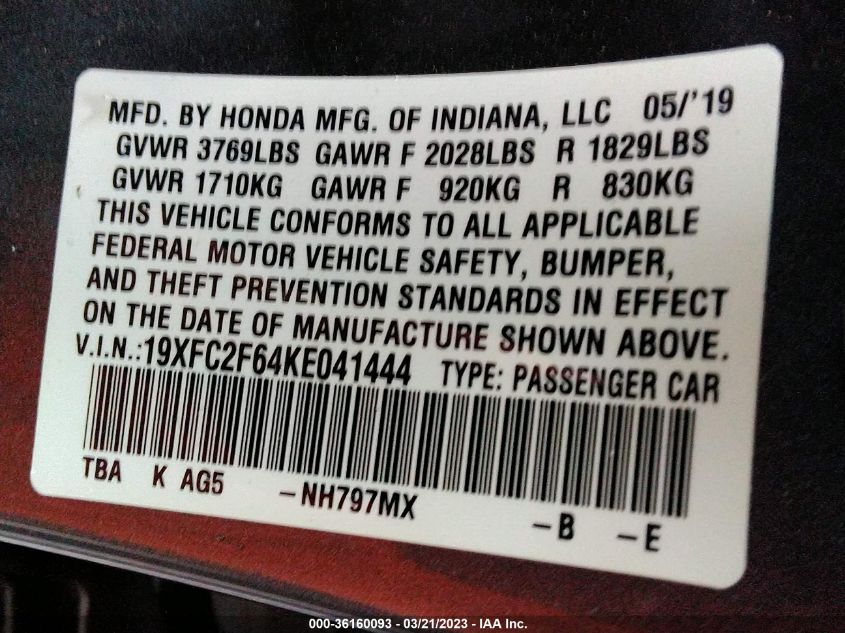 MFD. BY HONDA MFG. OF INDIANA, LLC 05/'19
GVWR 3769LBS GAWR F 2028LBS R 1829LBS
GVWR 1710KG GAWR F 920KG R 830KG
THIS VEHICLE CONFORMS TO ALL APPLICABLE
FEDERAL MOTOR VEHICLE SAFETY, BUMPER,
AND THEFT PREVENTION STANDARDS IN EFFECT
ON THE DATE OF MANUFACTURE SHOWN ABOVE.
V.I.N.:19XFC2F64KE041444 TYPE: PASSENGER CAR
TBA K AG5 -NH797MX -B -E
000-36160093 - 03/21/2023 - IAA Inc.